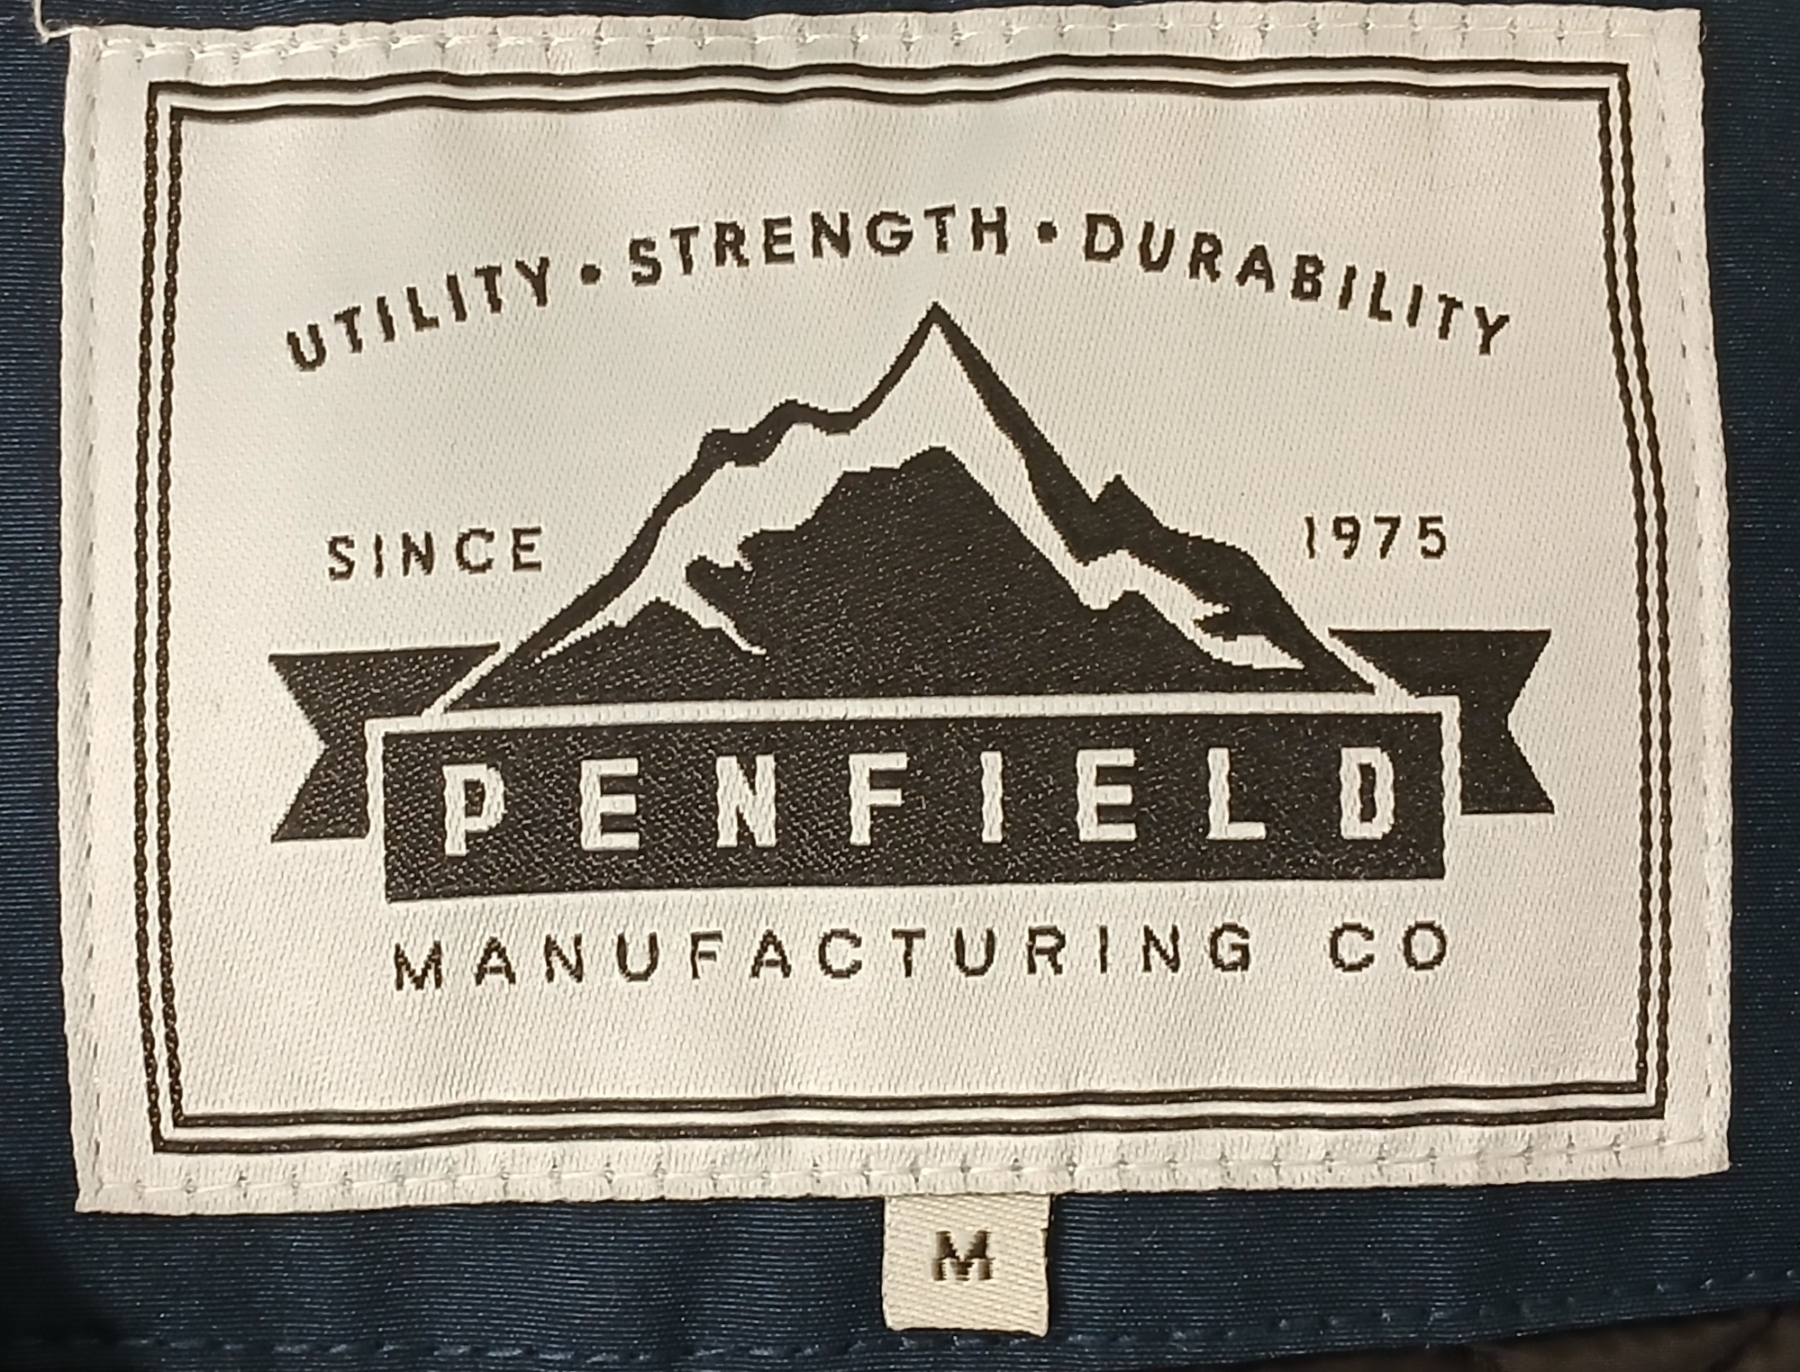 UTILITY • STRENGTH • DURABILITY
SINCE 1975
PENFIELD
MANUFACTURING CO
M